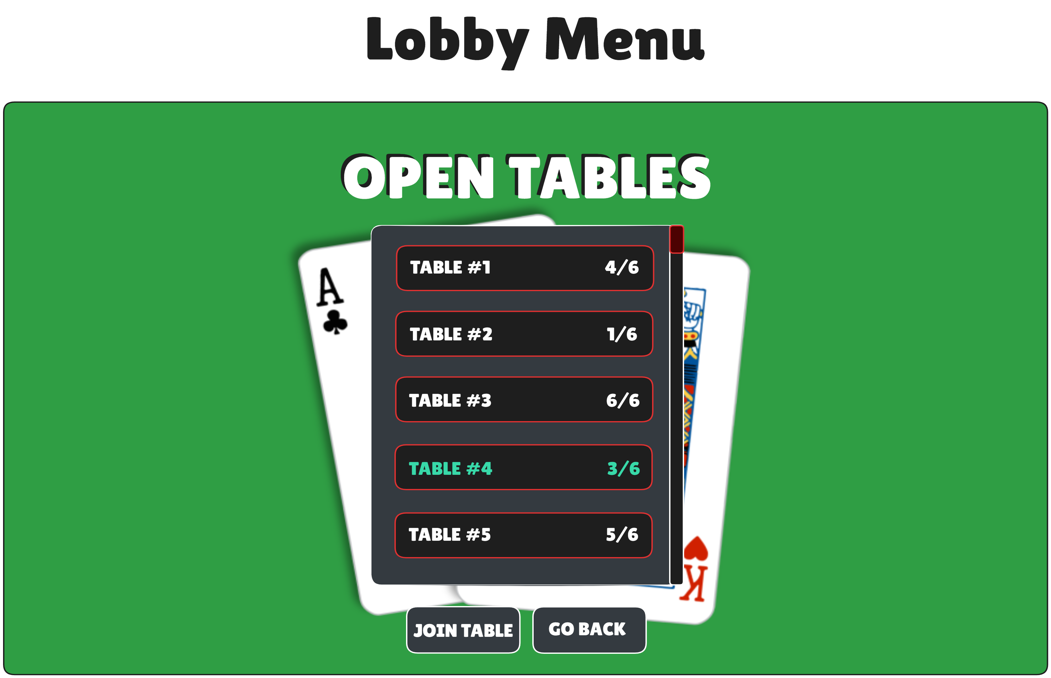 Lobby Menu
OPEN TABLES
A
TABLE #1 4/6
TABLE #2 1/6
TABLE #3 6/6
TABLE #4 3/6
TABLE #5 5/6
K
JOIN TABLE GO BACK